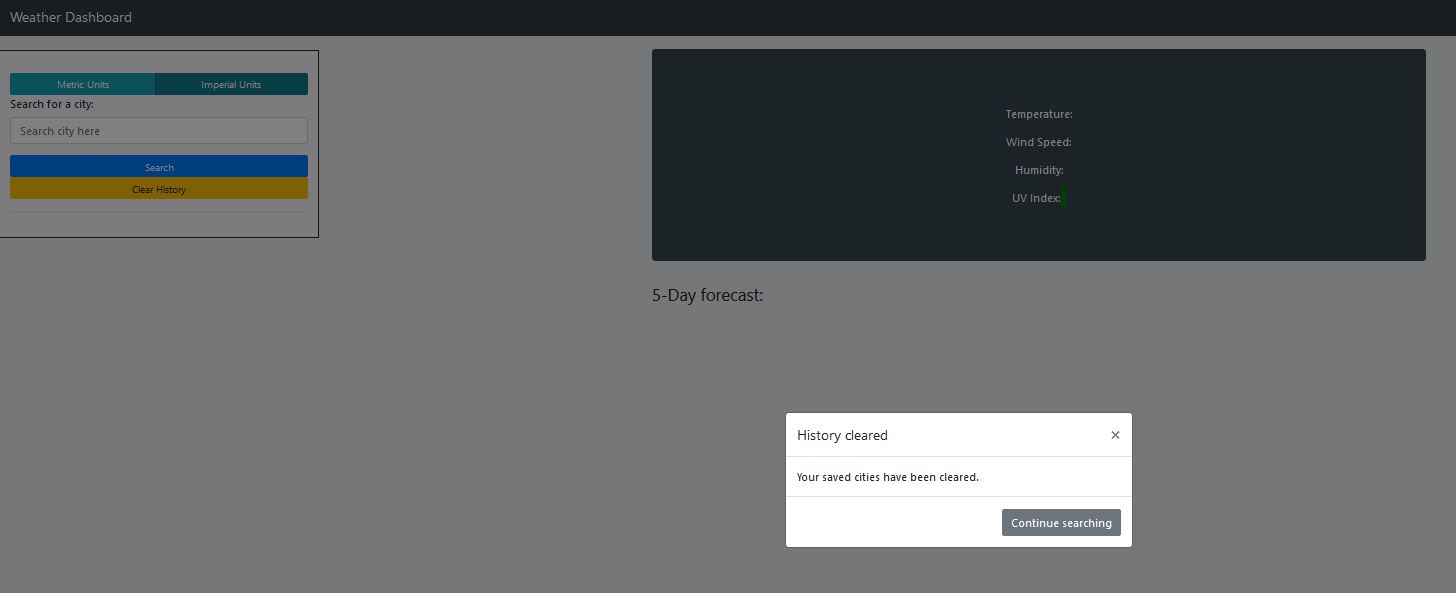 Weather Dashboard
Metric Units Imperial Units
Search for a city:
Search city here
Search
Clear History
Temperature:
Wind Speed:
Humidity:
UV Index:
5-Day forecast:
History cleared ×
Your saved cities have been cleared.
Continue searching